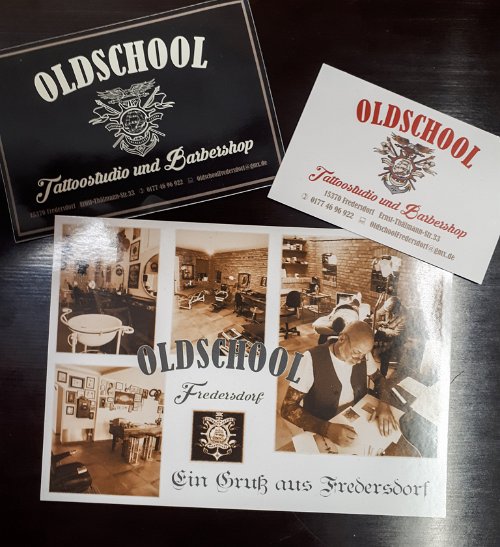 OLDSCHOOL
Tattoostudio und Barbershop
15370 Fredersdorf Ernst-Thälmann-Str.33
0177 46 96 922 oldschoolfredersdorf@gmx.de
OLDSCHOOL
Tattoostudio und Barbershop
15370 Fredersdorf Ernst-Thälmann-Str.33
0177 46 96 922 Oldschoolfredersdorf@gmx.de
OLDSCHOOL
Fredersdorf
Ein Gruß aus Fredersdorf